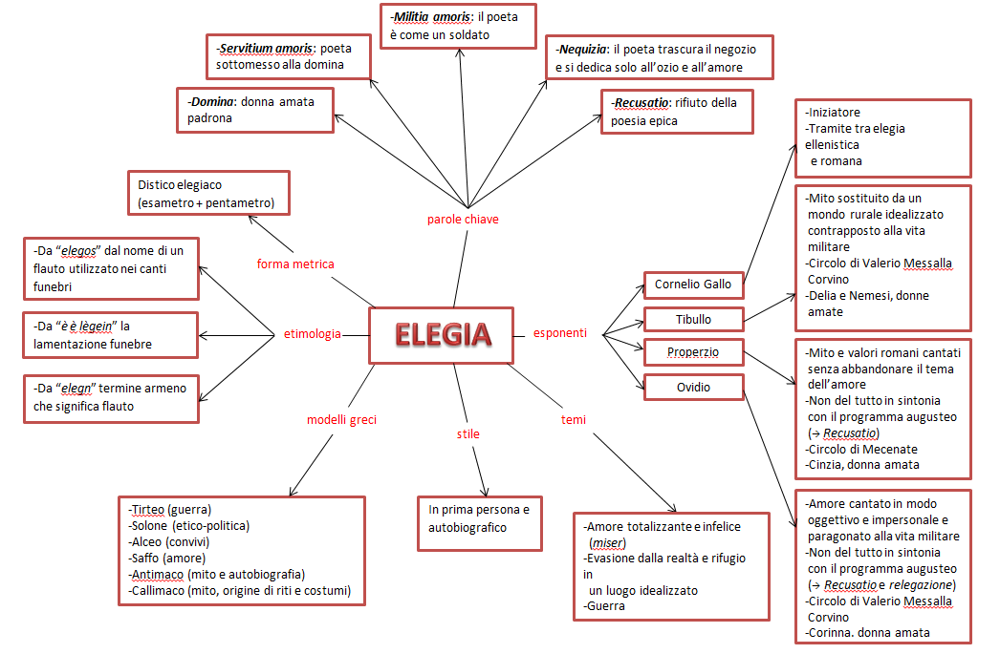 -Militia amoris: il poeta
è come un soldato
-Servitium amoris: poeta
sottomesso alla domina
-Nequizia: il poeta trascura il negozio
e si dedica solo all'ozio e all'amore
-Domina: donna amata
padrona
-Recusatio: rifiuto della
poesia epica
parole chiave
Distico elegiaco
(esametro + pentametro)
forma metrica
-Da “elegos” dal nome di un
flauto utilizzato nei canti
funebri
-Da “è è lègein” la
lamentazione funebre
-Da “elegn” termine armeno
che significa flauto
etimologia
ELEGIA
esponenti
Cornelio Gallo
Tibullo
Properzio
Ovidio
-Iniziatore
-Tramite tra elegia
ellenistica
e romana
-Mito sostituito da un
mondo rurale idealizzato
contrapposto alla vita
militare
-Circolo di Valerio Messalla
Corvino
-Delia e Nemesi, donne
amate
-Mito e valori romani cantati
senza abbandonare il tema
dell'amore
-Non del tutto in sintonia
con il programma augusteo
(→ Recusatio)
-Circolo di Mecenate
-Cinzia, donna amata
-Amore cantato in modo
oggettivo e impersonale e
paragonato alla vita militare
-Non del tutto in sintonia
con il programma augusteo
(→ Recusatio e relegazione)
-Circolo di Valerio Messalla
Corvino
-Corinna. donna amata
modelli greci
stile
temi
-Tirteo (guerra)
-Solone (etico-politica)
-Alceo (convivi)
-Saffo (amore)
-Antimaco (mito e autobiografia)
-Callimaco (mito, origine di riti e costumi)
In prima persona e
autobiografico
-Amore totalizzante e infelice
(miser)
-Evasione dalla realtà e rifugio
in
un luogo idealizzato
-Guerra